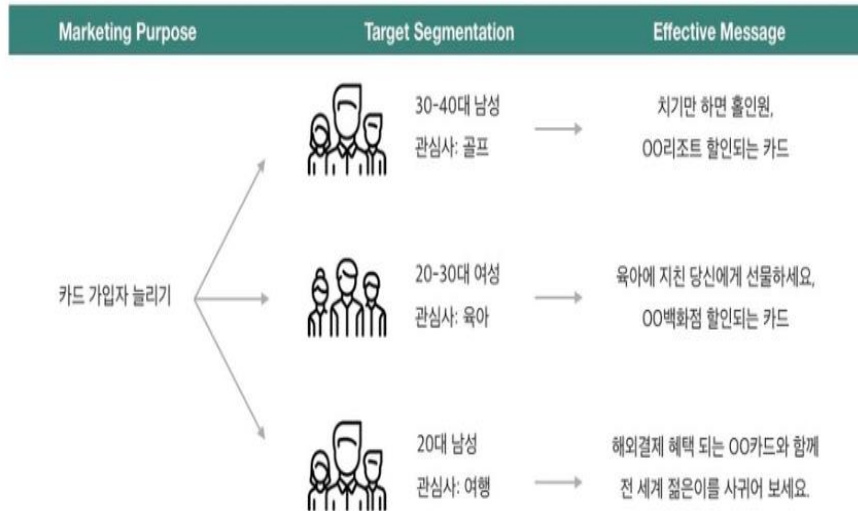 Marketing Purpose
Target Segmentation
Effective Message
30-40대 남성
관심사: 골프
치기만 하면 홀인원,
OO리조트 할인되는 카드
카드 가입자 늘리기
20-30대 여성
관심사: 육아
육아에 지친 당신에게 선물하세요,
OO백화점 할인되는 카드
20대 남성
관심사: 여행
해외결제 혜택 되는 OO카드와 함께
전 세계 젊은이를 사귀어 보세요.